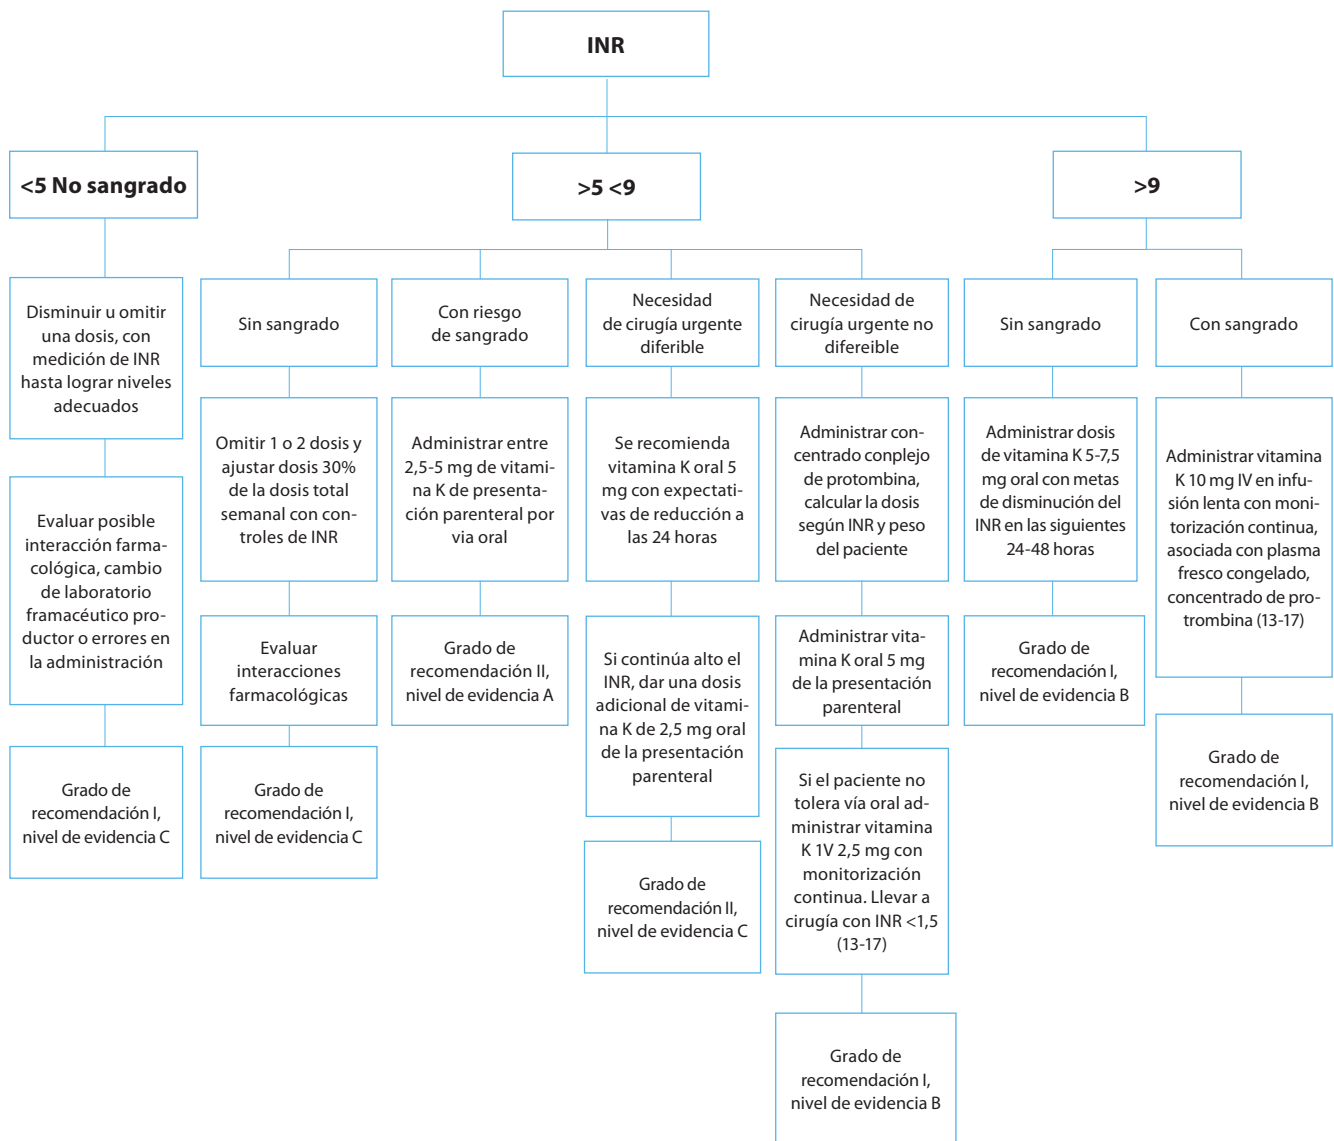 INR
<5 No sangrado
>5 <9
>9
Disminuir u omitir
una dosis, con
medición de INR
hasta lograr niveles
adecuados
Evaluar posible
interacción farma-
cológica, cambio
de laboratorio
framacéutico pro-
ductor o errores en
la administración
Grado de
recomendación I,
nivel de evidencia C
Sin sangrado
Omitir 1 o 2 dosis y
ajustar dosis 30%
de la dosis total
semanal con con-
troles de INR
Evaluar
interacciones
farmacológicas
Grado de
recomendación I,
nivel de evidencia C
Con riesgo
de sangrado
Administrar entre
2,5-5 mg de vitami-
na K de presenta-
ción parenteral por
via oral
Grado de
recomendación II,
nivel de evidencia A
Necesidad
de cirugía urgente
diferible
Se recomienda
vitamina K oral 5
mg con expectati-
vas de reducción a
las 24 horas
Si continúa alto el
INR, dar una dosis
adicional de vitami-
na K de 2,5 mg oral
de la presentación
parenteral
Grado de
recomendación II,
nivel de evidencia C
Necesidad de
cirugía urgente no
difereible
Administrar con-
centrado conplejo
de protombina,
calcular la dosis
según INR y peso
del paciente
Administrar vita-
mina K oral 5 mg
de la presentación
parenteral
Si el paciente no
tolera vía oral ad-
ministrar vitamina
K 1V 2,5 mg con
monitorización
continua. Llevar a
cirugía con INR <1,5
(13-17)
Grado de
recomendación I,
nivel de evidencia B
Sin sangrado
Administrar dosis
de vitamina K 5-7,5
mg oral con metas
de disminución del
INR en las siguientes
24-48 horas
Grado de
recomendación I,
nivel de evidencia B
Con sangrado
Administrar vitamina
K 10 mg IV en infu-
sión lenta con moni-
torización continua,
asociada con plasma
fresco congelado,
concentrado de pro-
trombina (13-17)
Grado de
recomendación I,
nivel de evidencia B